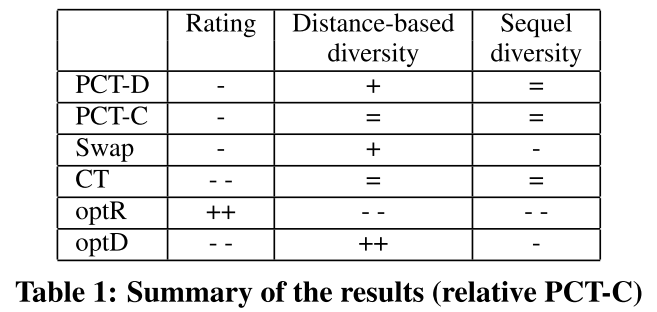 Rating Distance-based Sequel
diversity diversity
PCT-D - + =
PCT-C - = =
Swap - + -
CT - - = =
optR ++ - - - -
optD - - ++ -
Table 1: Summary of the results (relative PCT-C)